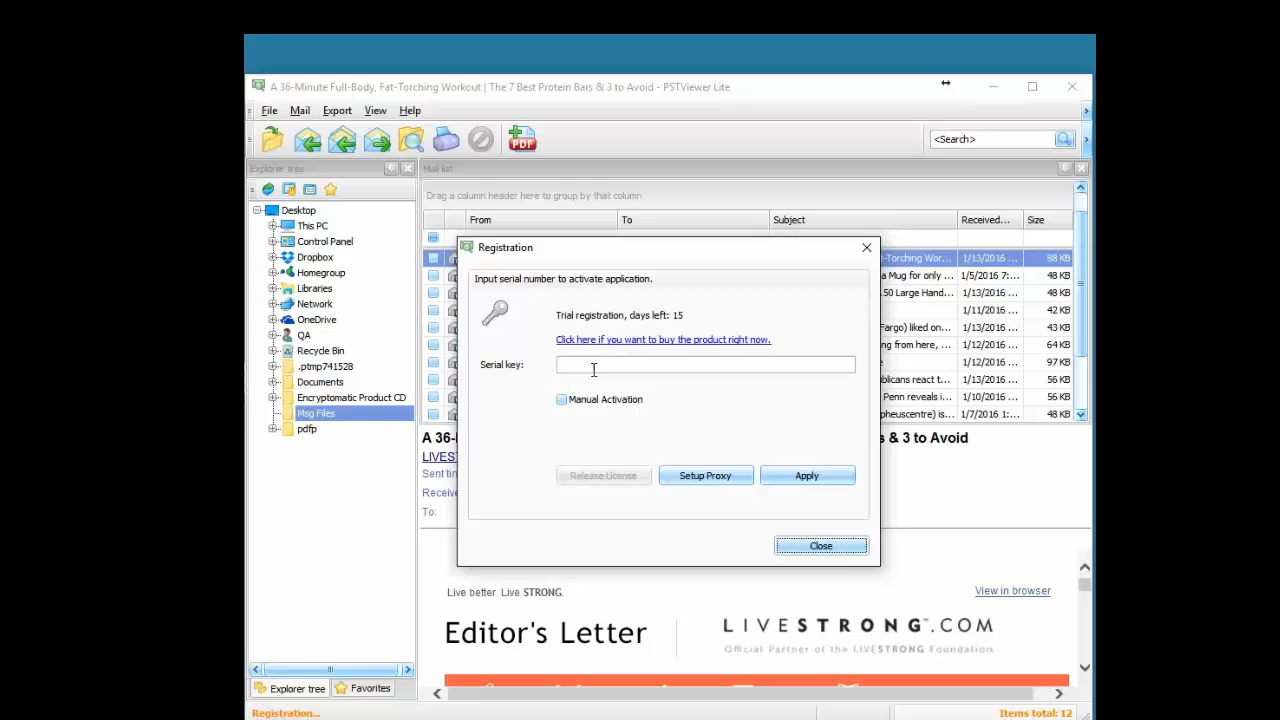 A 36-Minute Full-Body, Fat-Torching Workout | The 7 Best Protein Bars & 3 to Avoid - PSTViewer Lite
File Mail Export View Help
PDF
<Search>
Explorer tree
Mail list
Drag a column header here to group by that column
From To Subject Received... Size
Desktop
This PC
Control Panel
Dropbox
Homegroup
Libraries
Network
OneDrive
QA
Recycle Bin
.ptmp741528
Documents
Encryptomatic Product CD
Msg Files
pdfp
t-Torching Wor... 1/13/2016 ... 88 KB
a Mug for only ... 1/5/2016 7:... 48 KB
.50 Large Hand... 1/13/2016 ... 48 KB
1/11/2016 ... 42 KB
Fargo) liked on... 1/13/2016 ... 43 KB
ing from here, ... 1/12/2016 ... 64 KB
e 1/12/2016 ... 97 KB
ublicans react t... 1/13/2016 ... 56 KB
Penn reveals i... 1/10/2016 ... 56 KB
rpheuscentre) is... 1/7/2016 1:... 48 KB
Registration
Input serial number to activate application.
Trial registration, days left: 15
Click here if you want to buy the product right now.
Serial key:
Manual Activation
Release License Setup Proxy Apply
Close
A 36- s & 3 to Avoid
LIVES
Sent tim
Receive
To:
Live better. Live STRONG.
View in browser
Editor's Letter
LIVESTRONG™.COM
Official Partner of the LIVESTRONG Foundation
Explorer tree Favorites
Registration... Items total: 12